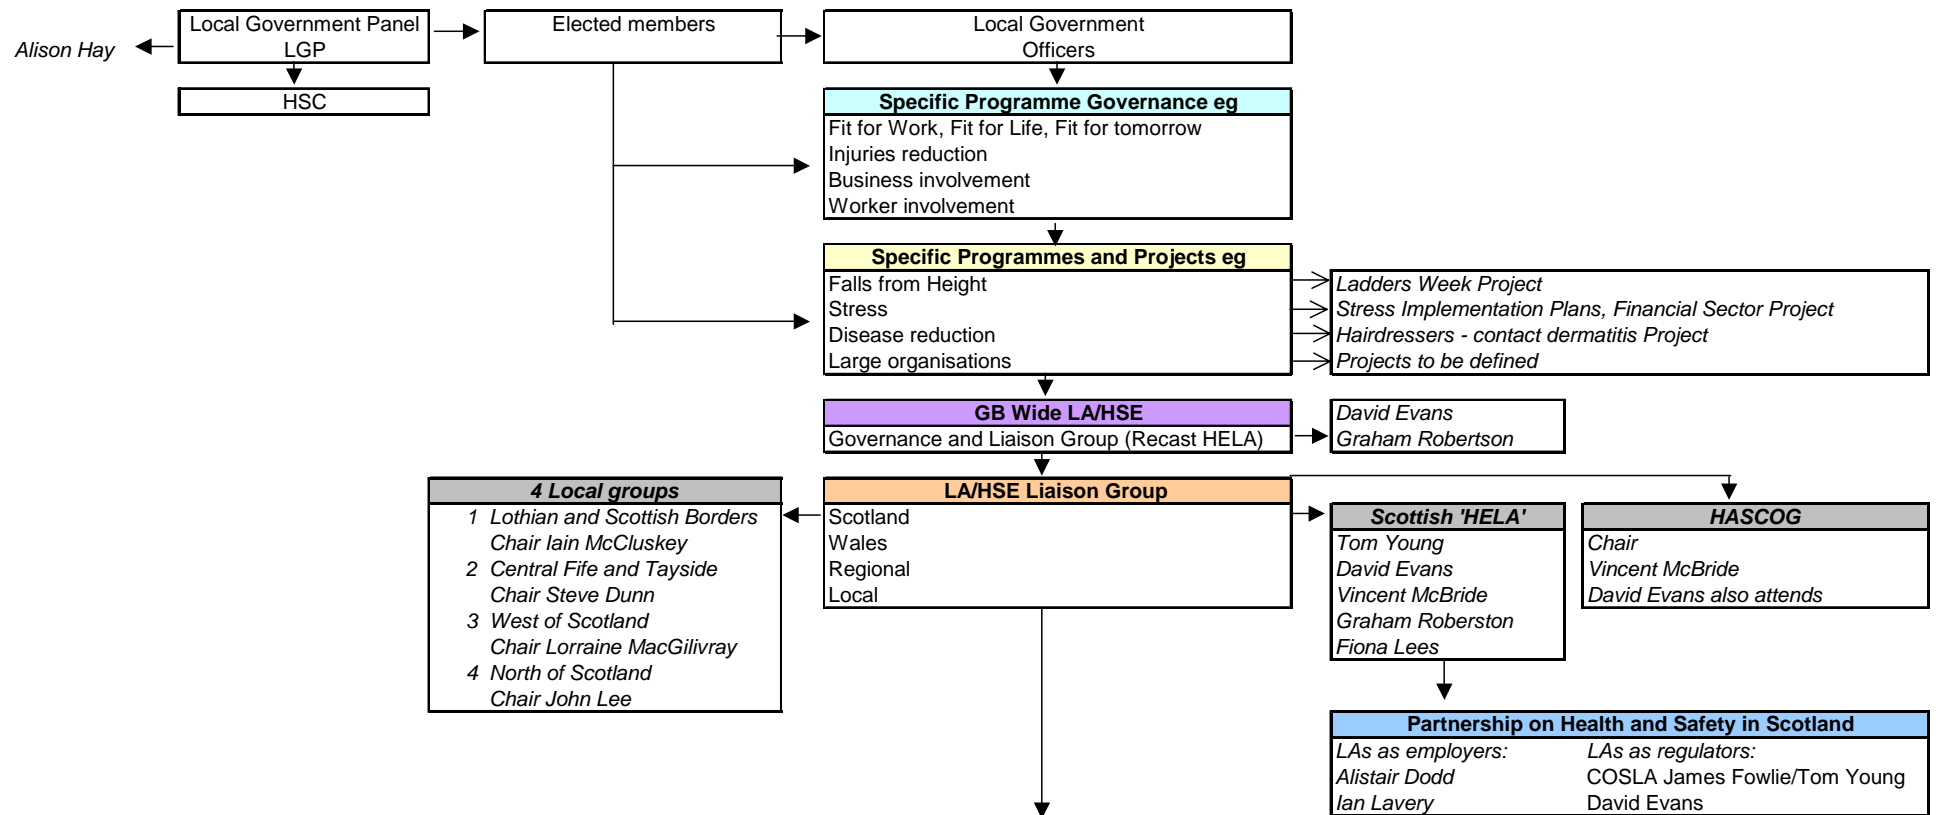 Alison Hay
Local Government Panel
LGP
HSC
Elected members
Local Government
Officers
Specific Programme Governance eg
Fit for Work, Fit for Life, Fit for tomorrow
Injuries reduction
Business involvement
Worker involvement
Specific Programmes and Projects eg
Falls from Height
Stress
Disease reduction
Large organisations
Ladders Week Project
Stress Implementation Plans, Financial Sector Project
Hairdressers - contact dermatitis Project
Projects to be defined
GB Wide LA/HSE
Governance and Liaison Group (Recast HELA)
David Evans
Graham Robertson
4 Local groups
1 Lothian and Scottish Borders
Chair Iain McCluskey
2 Central Fife and Tayside
Chair Steve Dunn
3 West of Scotland
Chair Lorraine MacGilivray
4 North of Scotland
Chair John Lee
LA/HSE Liaison Group
Scotland
Wales
Regional
Local
Scottish 'HELA'
Tom Young
David Evans
Vincent McBride
Graham Roberston
Fiona Lees
HASCOG
Chair
Vincent McBride
David Evans also attends
Partnership on Health and Safety in Scotland
LAs as employers:
Alistair Dodd
Ian Lavery
LAs as regulators:
COSLA James Fowlie/Tom Young
David Evans